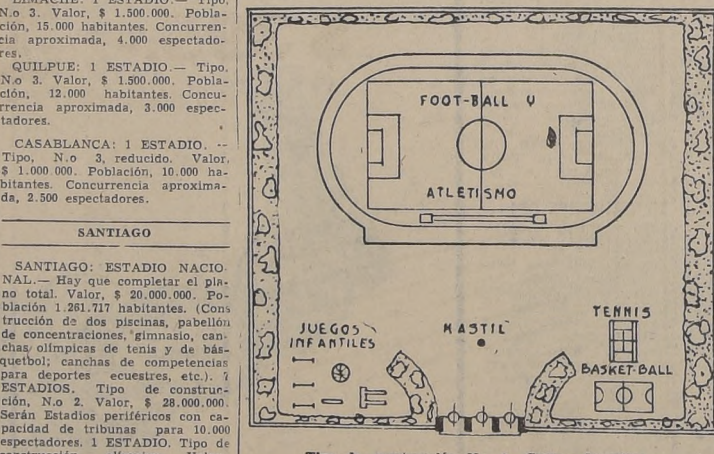 LIMACHE: 1 ESTADIO.— Tipo,
N.o 3. Valor, $ 1.500.000. Pobla-
ción, 15.000 habitantes. Concurren-
cia aproximada, 4.000 espectado-
res.
QUILPUE: 1 ESTADIO.— Tipo,
N.o 3. Valor, $ 1.500.000. Pobla-
ción, 12.000 habitantes. Concu-
rrencia aproximada, 3.000 espec-
tadores.
CASABLANCA: 1 ESTADIO. --
Tipo, N.o 3, reducido. Valor,
$ 1.000.000. Población, 10.000 ha-
bitantes. Concurrencia aproxima-
da, 2.500 espectadores.
SANTIAGO
SANTIAGO: ESTADIO NACIO-
NAL.— Hay que completar el pla-
no total. Valor, $ 20.000.000. Po-
blación 1.261.717 habitantes. (Cons
trucción de dos piscinas, pabellón
de concentraciones, gimnasio, can-
chas olímpicas de tenis y de bás-
quetbol; canchas de competencias
para deportes ecuestres, etc.). 7
ESTADIOS. Tipo de construc-
ción, N.o 2. Valor, $ 28.000.000.
Serán Estadios periféricos con ca-
pacidad de tribunas para 10.000
espectadores. 1 ESTADIO. Tipo de
FOOT-BALL Y
ATLETISMO
JUEGOS
INFANTILES
MASTIL
TENNIS
BASKET-BALL